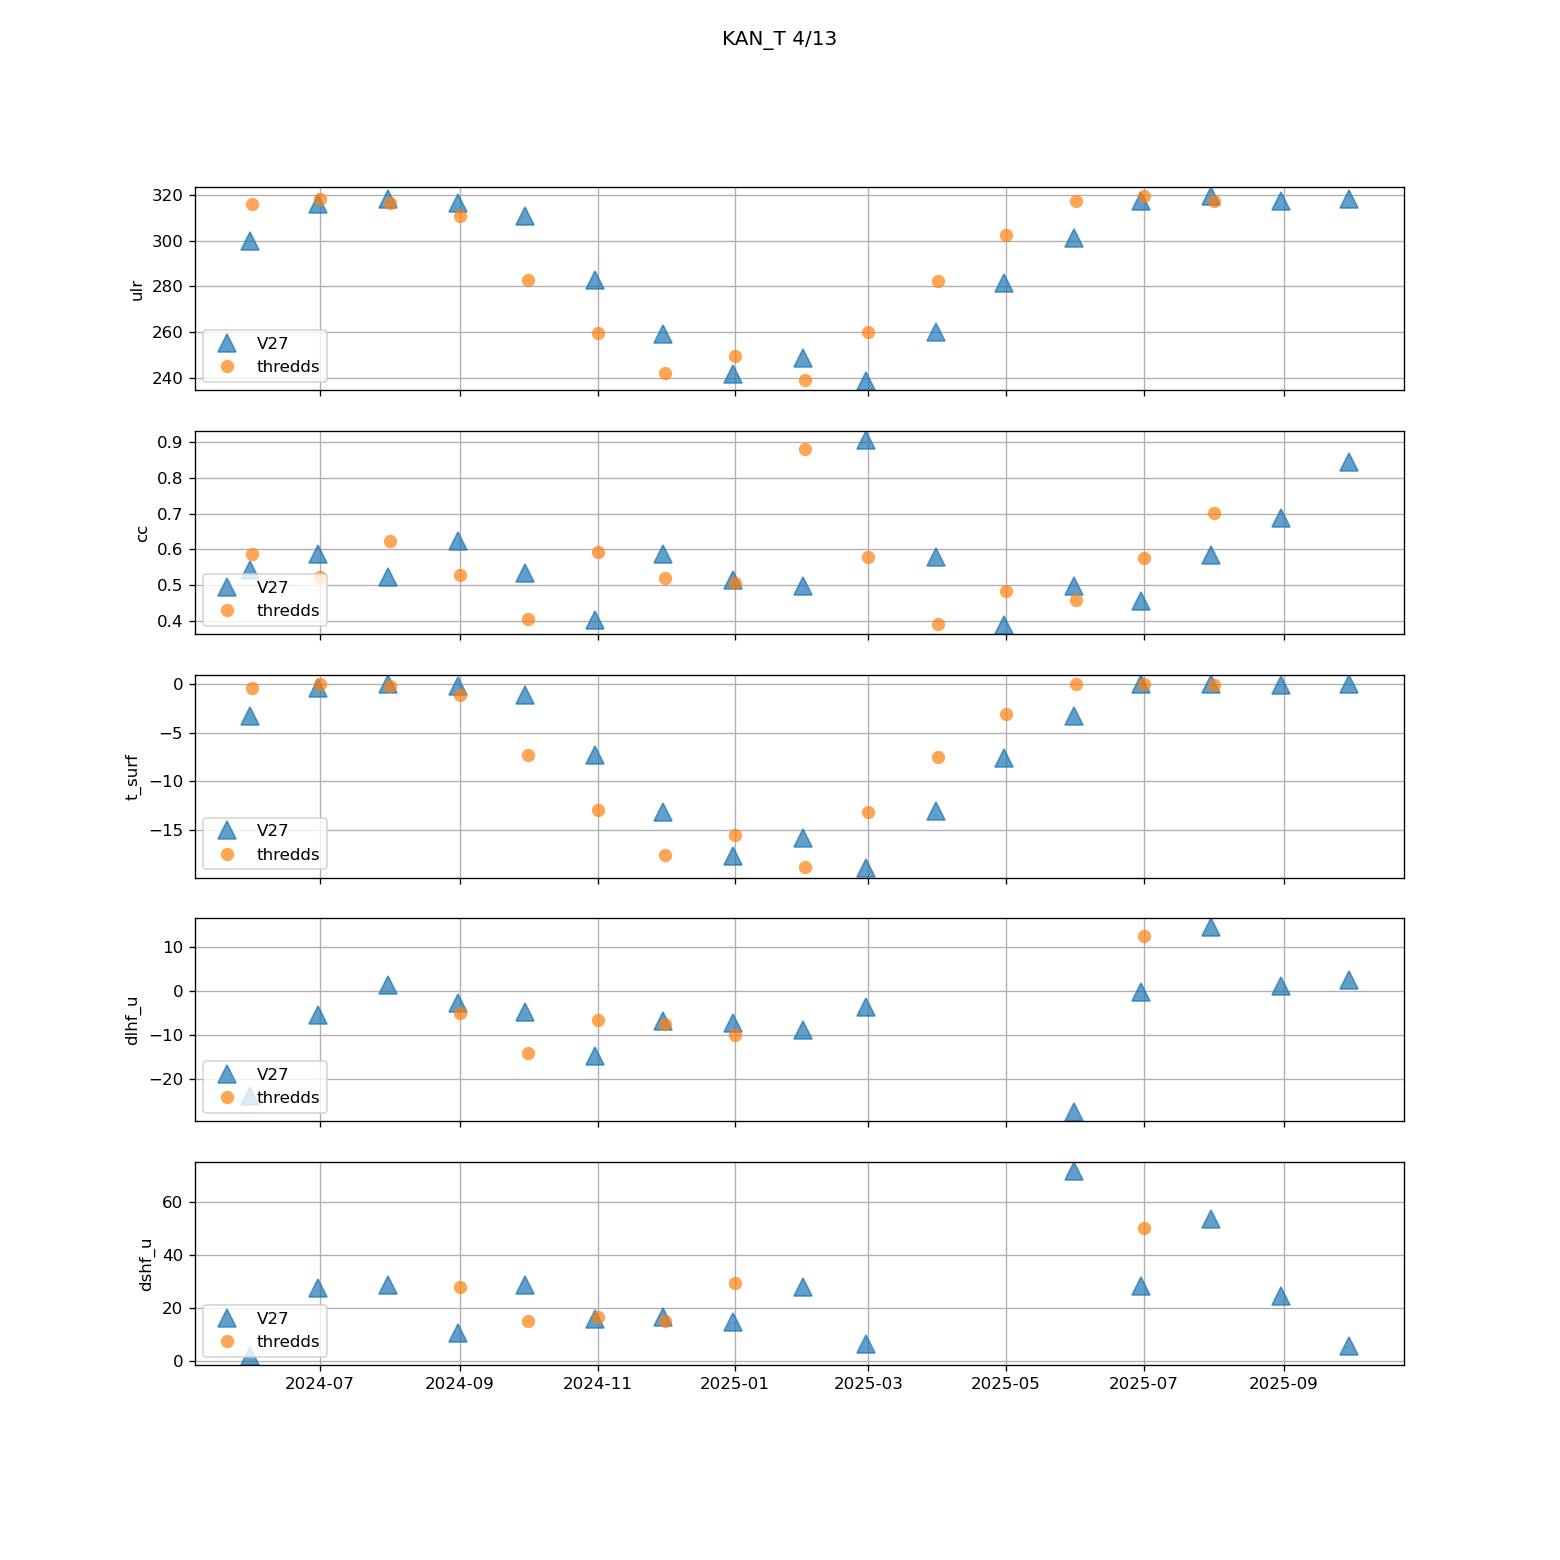 KAN_T 4/13
320
300
280
260
240
ulr
V27
thredds
0.9
0.8
0.7
0.6
0.5
0.4
cc
V27
thredds
0
−5
−10
−15
t_surf
V27
thredds
10
0
−10
−20
dlhf_u
V27
thredds
60
40
20
0
dshf_u
V27
thredds
2024-07 2024-09 2024-11 2025-01 2025-03 2025-05 2025-07 2025-09